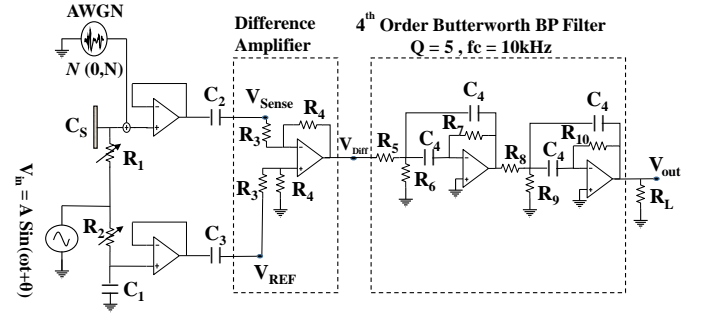 AWGN
N (0,N)
Difference
Amplifier
4th Order Butterworth BP Filter
Q = 5 , fc = 10kHz
CS
R1
C2
VSense
R3
R4
VDiff
R3
R4
R5
R6
C4
C4
R7
R8
R9
C4
C4
R10
Vout
RL
R2
C1
C3
VREF
Vin = A Sin(ωt+θ)
-
+
-
+
-
+
-
+
-
+